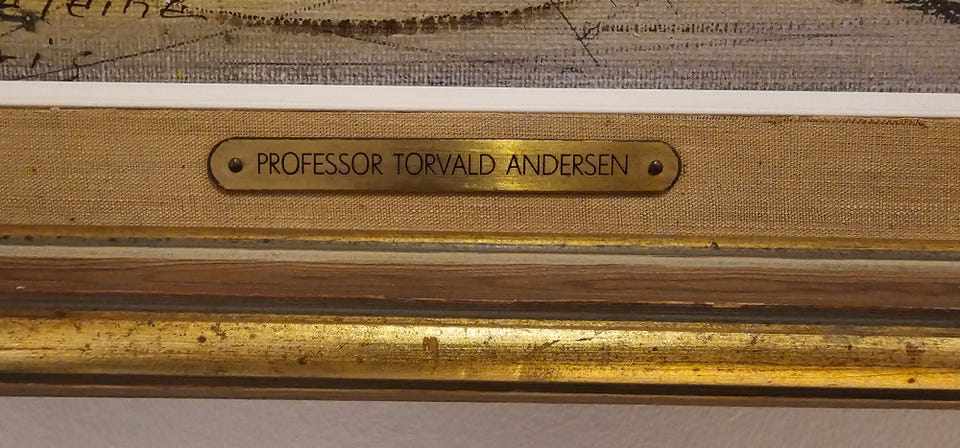 PROFESSOR TORVALD ANDERSEN